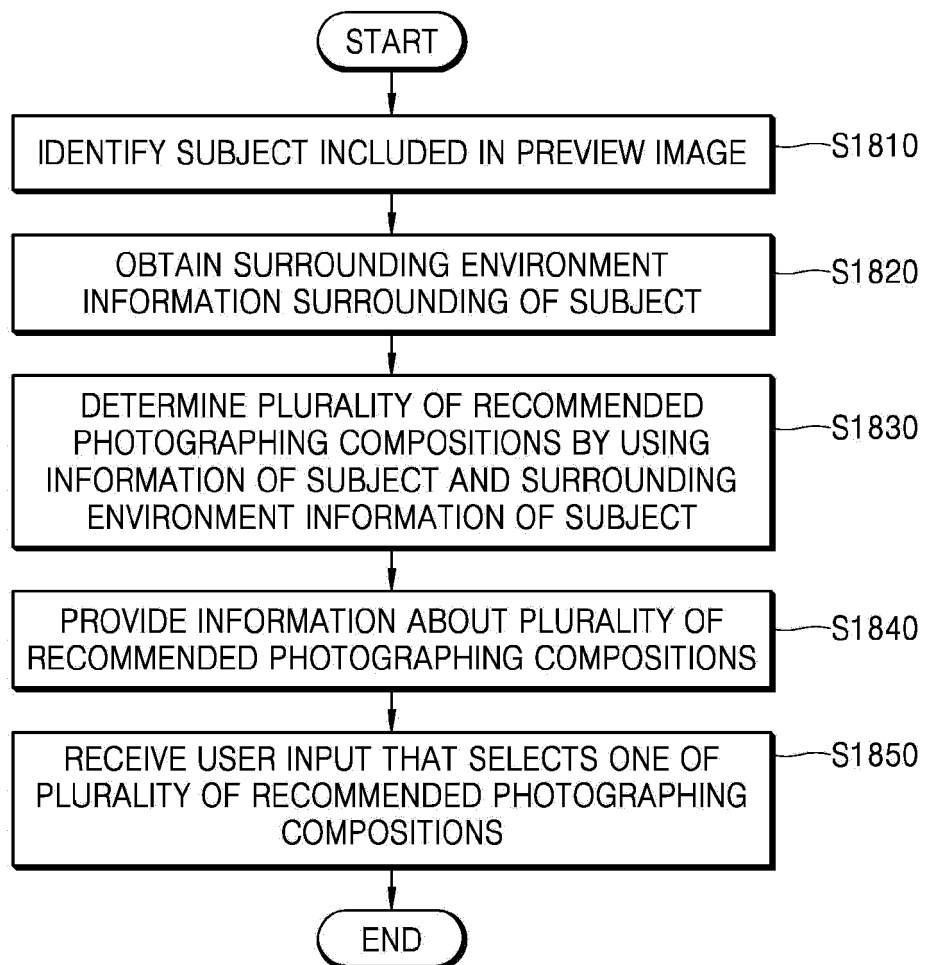 START
IDENTIFY SUBJECT INCLUDED IN PREVIEW IMAGE
S1810
OBTAIN SURROUNDING ENVIRONMENT
INFORMATION SURROUNDING OF SUBJECT
S1820
DETERMINE PLURALITY OF RECOMMENDED
PHOTOGRAPHING COMPOSITIONS BY USING
INFORMATION OF SUBJECT AND SURROUNDING
ENVIRONMENT INFORMATION OF SUBJECT
S1830
PROVIDE INFORMATION ABOUT PLURALITY OF
RECOMMENDED PHOTOGRAPHING COMPOSITIONS
S1840
RECEIVE USER INPUT THAT SELECTS ONE OF
PLURALITY OF RECOMMENDED PHOTOGRAPHING
COMPOSITIONS
S1850
END